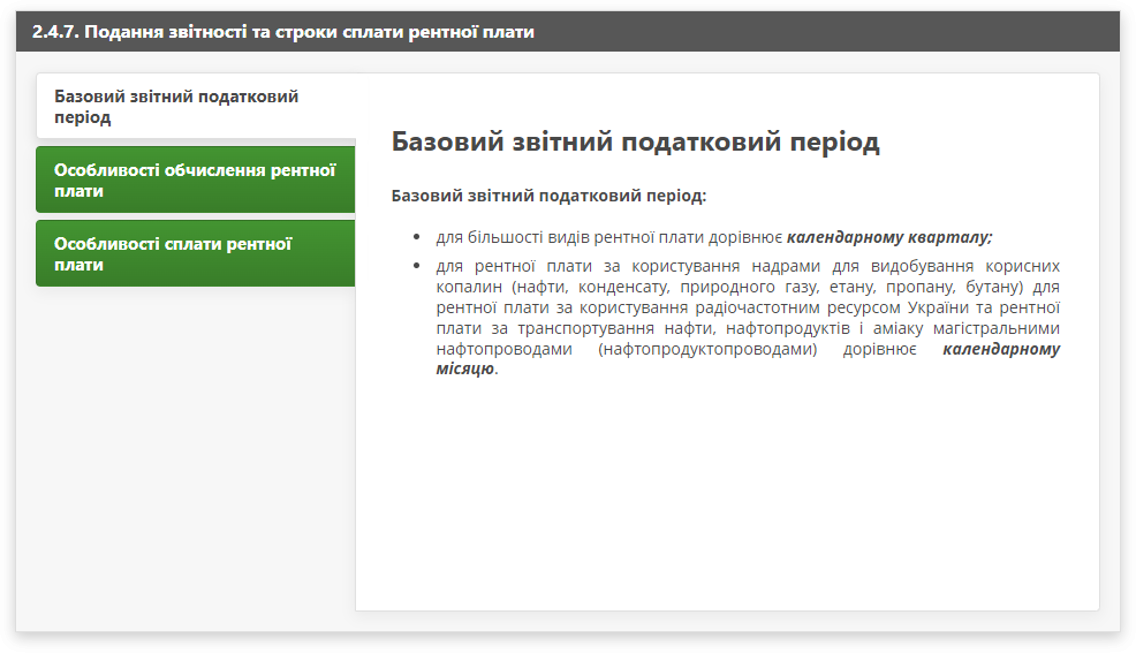 2.4.7. Подання звітності та строки сплати рентної плати
Базовий звітний податковий
період
Особливості обчислення рентної
плати
Особливості сплати рентної
плати
Базовий звітний податковий період
Базовий звітний податковий період:
• для більшості видів рентної плати дорівнює календарному кварталу;
• для рентної плати за користування надрами для видобування корисних
копалин (нафти, конденсату, природного газу, етану, пропану, бутану) для
рентної плати за користування радіочастотним ресурсом України та рентної
плати за транспортування нафти, нафтопродуктів і аміаку магістральними
нафтопроводами (нафтопродуктопроводами) дорівнює календарному
місяцю.